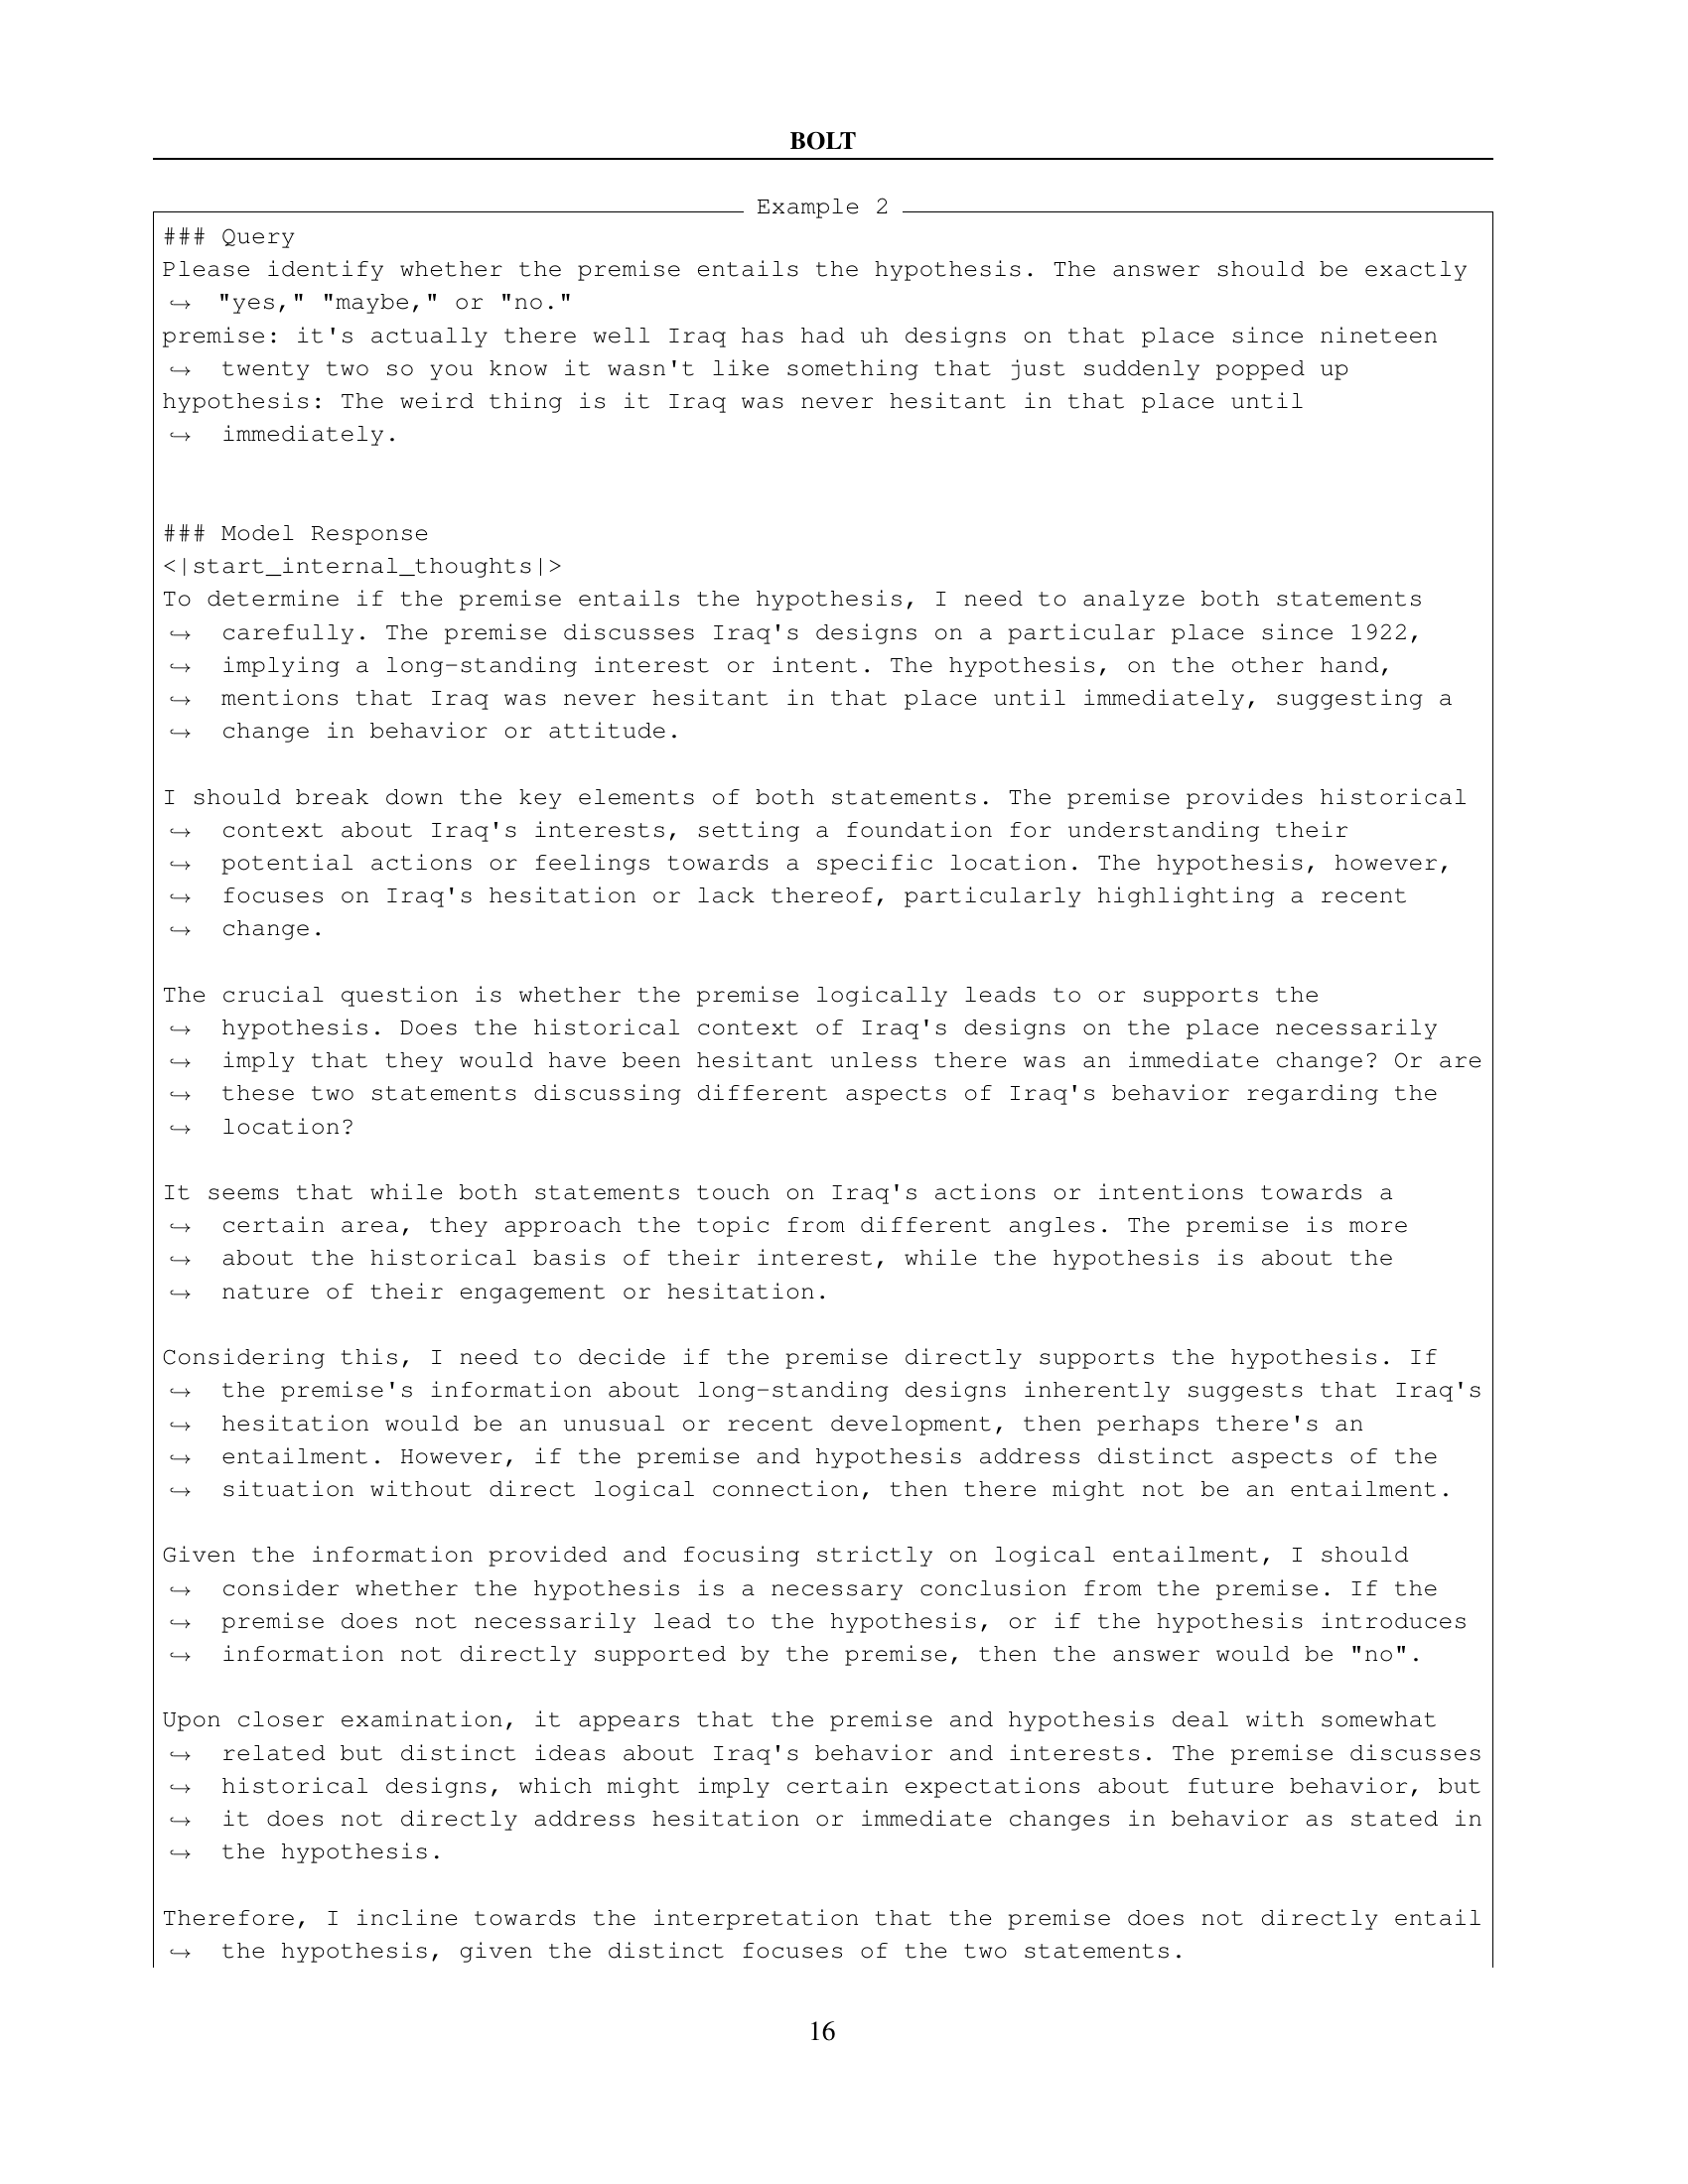 BOLT
Example 2
### Query
Please identify whether the premise entails the hypothesis. The answer should be exactly
↪ "yes," "maybe," or "no."
premise: it's actually there well Iraq has had uh designs on that place since nineteen
↪ twenty two so you know it wasn't like something that just suddenly popped up
hypothesis: The weird thing is it Iraq was never hesitant in that place until
↪ immediately.
### Model Response
<|start_internal_thoughts|>
To determine if the premise entails the hypothesis, I need to analyze both statements
↪ carefully. The premise discusses Iraq's designs on a particular place since 1922,
↪ implying a long-standing interest or intent. The hypothesis, on the other hand,
↪ mentions that Iraq was never hesitant in that place until immediately, suggesting a
↪ change in behavior or attitude.
I should break down the key elements of both statements. The premise provides historical
↪ context about Iraq's interests, setting a foundation for understanding their
↪ potential actions or feelings towards a specific location. The hypothesis, however,
↪ focuses on Iraq's hesitation or lack thereof, particularly highlighting a recent
↪ change.
The crucial question is whether the premise logically leads to or supports the
↪ hypothesis. Does the historical context of Iraq's designs on the place necessarily
↪ imply that they would have been hesitant unless there was an immediate change? Or are
↪ these two statements discussing different aspects of Iraq's behavior regarding the
↪ location?
It seems that while both statements touch on Iraq's actions or intentions towards a
↪ certain area, they approach the topic from different angles. The premise is more
↪ about the historical basis of their interest, while the hypothesis is about the
↪ nature of their engagement or hesitation.
Considering this, I need to decide if the premise directly supports the hypothesis. If
↪ the premise's information about long-standing designs inherently suggests that Iraq's
↪ hesitation would be an unusual or recent development, then perhaps there's an
↪ entailment. However, if the premise and hypothesis address distinct aspects of the
↪ situation without direct logical connection, then there might not be an entailment.
Given the information provided and focusing strictly on logical entailment, I should
↪ consider whether the hypothesis is a necessary conclusion from the premise. If the
↪ premise does not necessarily lead to the hypothesis, or if the hypothesis introduces
↪ information not directly supported by the premise, then the answer would be "no".
Upon closer examination, it appears that the premise and hypothesis deal with somewhat
↪ related but distinct ideas about Iraq's behavior and interests. The premise discusses
↪ historical designs, which might imply certain expectations about future behavior, but
↪ it does not directly address hesitation or immediate changes in behavior as stated in
↪ the hypothesis.
Therefore, I incline towards the interpretation that the premise does not directly entail
↪ the hypothesis, given the distinct focuses of the two statements.
16